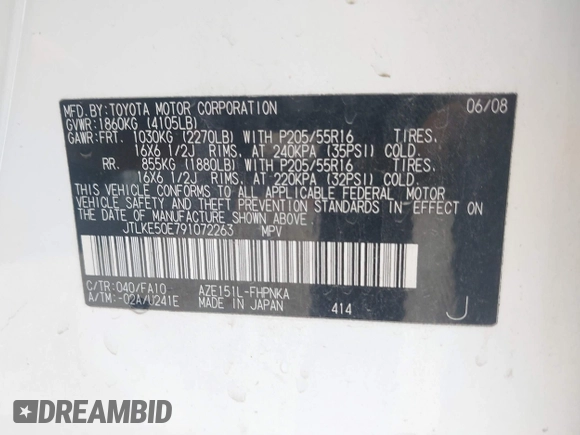 MFD.BY:TOYOTA MOTOR CORPORATION 06/08
GVWR:1860KG (4105LB)
GAWR:FRT. 1030KG (2270LB) WITH P205/55R16 TIRES.
16X6 1/2J RIMS, AT 240KPA (35PSI) COLD.
RR. 855KG (1880LB) WITH P205/55R16 TIRES.
16X6 1/2J RIMS, AT 220KPA (32PSI) COLD.
THIS VEHICLE CONFORMS TO ALL APPLICABLE FEDERAL MOTOR
VEHICLE SAFETY AND THEFT PREVENTION STANDARDS IN EFFECT
ON THE DATE OF MANUFACTURE SHOWN ABOVE.
JTLKE50E791072263 MPV
C/TR:040/FA10 AZE151L-FHPNKA
A/TM:-02A/U241E MADE IN JAPAN 414 J
DREAMBID
DREAMBID